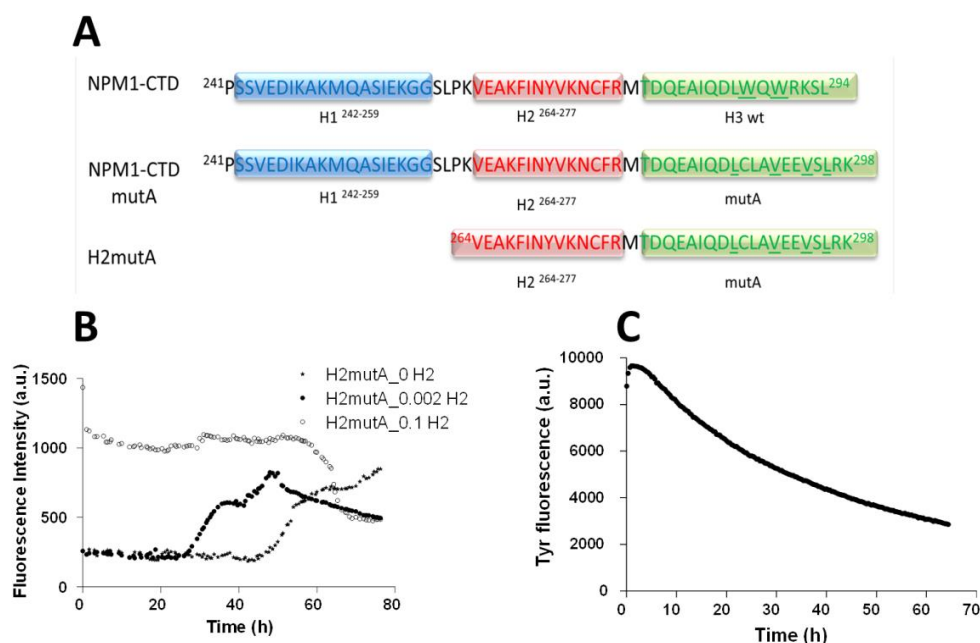 A
NPM1-CTD
241PSSVEDIKAKMQASIEKGGSLPKVEAKFINYVKNCFRMTDQEAIQDLWQWRKSL294
H1 242-259
H2 264-277
H3 wt
NPM1-CTD
mutA
241PSSVEDIKAKMQASIEKGGSLPKVEAKFINYVKNCFRMTDQEAIQDLCLAVEEVSLRK298
H1 242-259
H2 264-277
mutA
H2mutA
264VEAKFINYVKNCFRMTDQEAIQDLCLAVEEVSLRK298
H2 264-277
mutA
B
Fluorescence Intensity (a.u.)
1500
1000
500
0
0 20 40 60 80
Time (h)
H2mutA_0 H2
H2mutA_0.002 H2
H2mutA_0.1 H2
C
Tyr fluorescence (a.u.)
10000
8000
6000
4000
2000
0
0 10 20 30 40 50 60 70
Time (h)